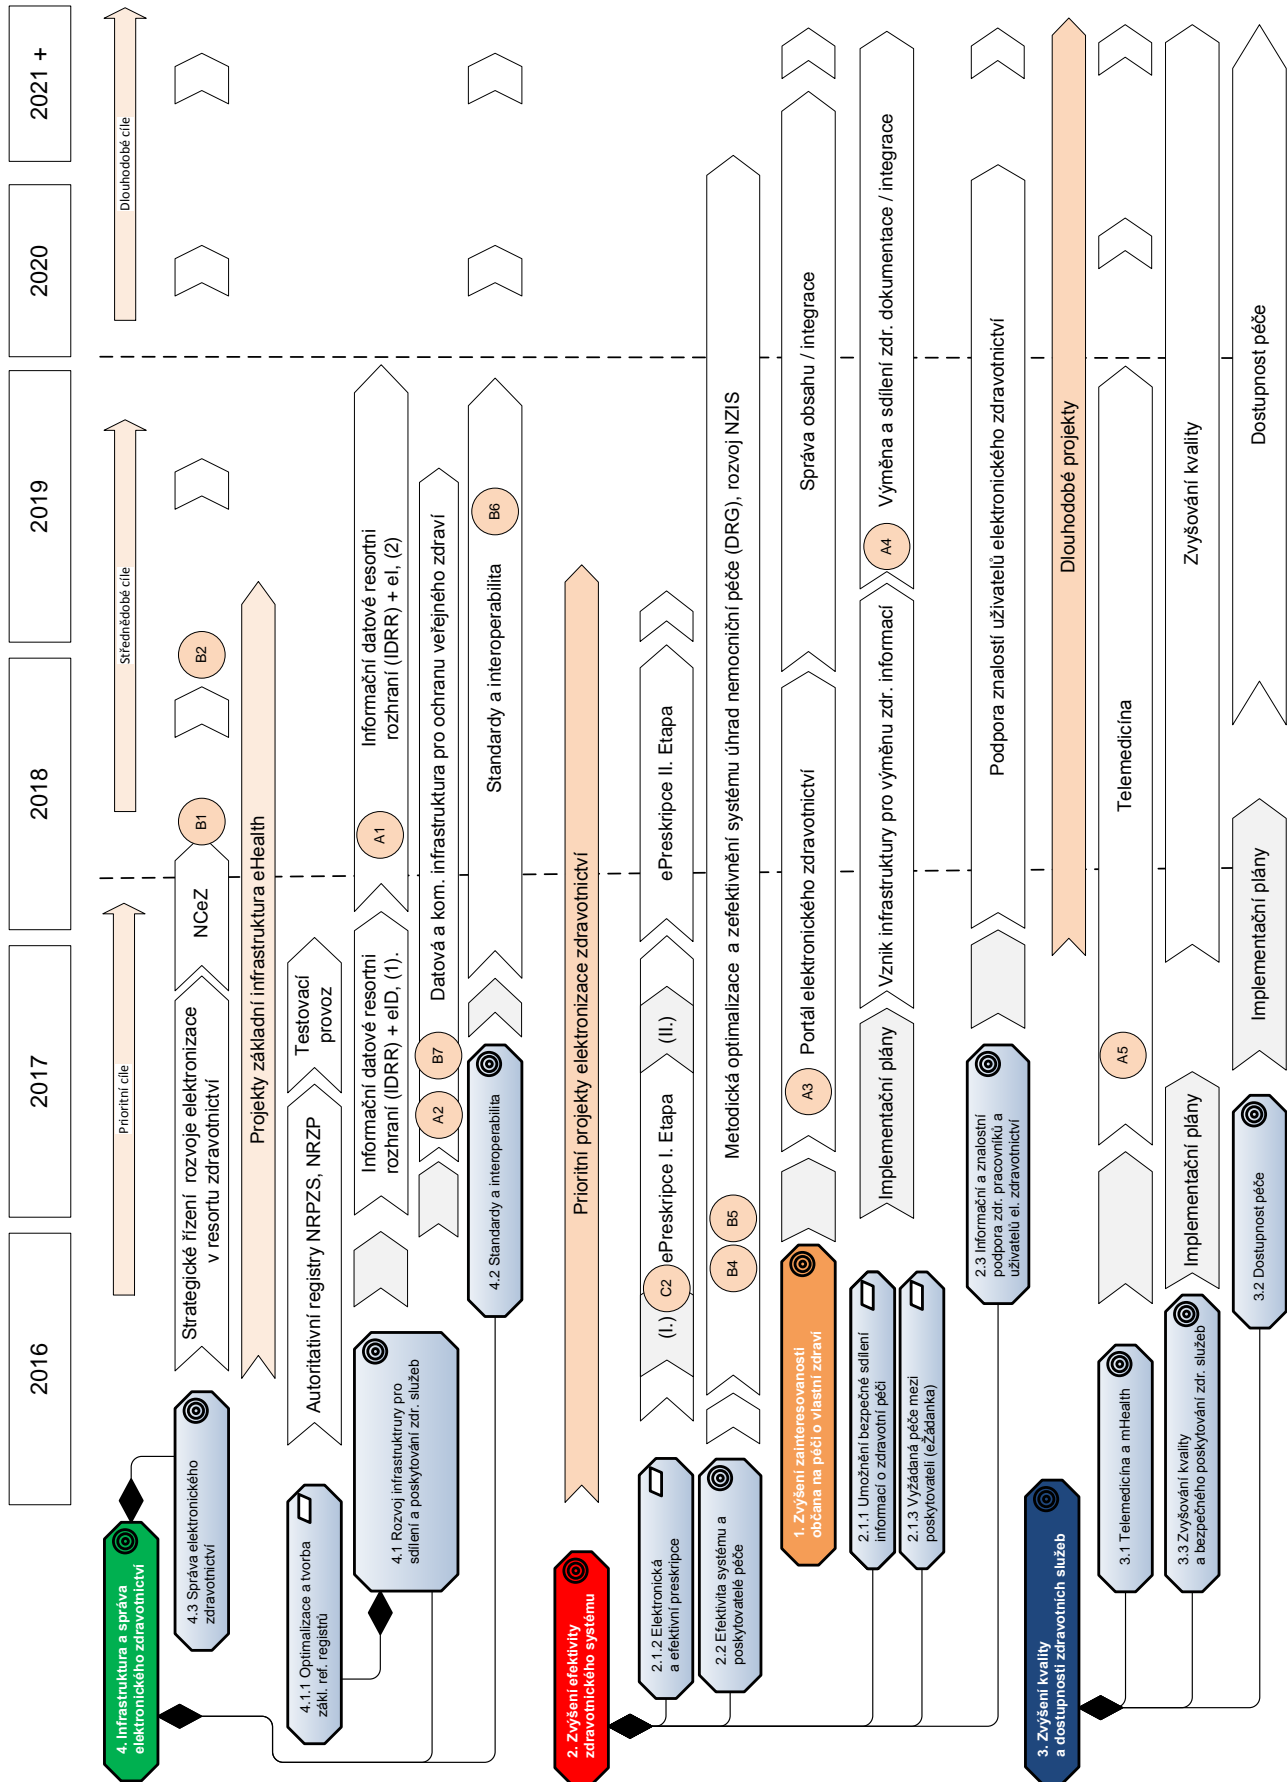 2016
2017
2018
2019
2020
2021 +
Prioritní cíle
Střednědobé cíle
Dlouhodobé cíle
4. Infrastruktura a správa
elektronického zdravotnictví
4.3 Správa elektronického
zdravotnictví
Strategické řízení rozvoje elektronizace
v resortu zdravotnictví
NCeZ
B1
B2
Projekty základní infrastruktura eHealth
4.1.1 Optimalizace a tvorba
zákl. ref. registrů
Autoritativní registry NRPZS, NRZP
Testovací
provoz
4.1 Rozvoj infrastruktrury pro
sdílení a poskytování zdr. služeb
Informační datové resortní
rozhraní (IDRR) + eID, (1).
A1
Informační datové resortni
rozhraní (IDRR) + eI, (2)
A2
B7
Datová a kom. infrastruktura pro ochranu veřejného zdraví
4.2 Standardy a interoperabilita
Standardy a interoperabilita
B6
Prioritní projekty elektronizace zdravotnictví
2. Zvýšení efektivity
zdravotnického systému
2.1.2 Elektronická
a efektivní preskripce
(I.)
C2
ePreskripce I. Etapa
(II.)
ePreskripce II. Etapa
2.2 Efektivita systému a
poskytovatelé péče
B4
B5
Metodická optimalizace a zefektivnění systému úhrad nemocniční péče (DRG), rozvoj NZIS
1. Zvýšení zainteresovanosti
občana na péči o vlastní zdraví
A3
Portál elektronického zdravotnictví
Správa obsahu / integrace
2.1.1 Umožnění bezpečné sdílení
informací o zdravotní péči
2.1.3 Vyžádaná péče mezi
poskytovateli (eŽádanka)
Implementační plány
Vznik infrastruktury pro výměnu zdr. informací
A4
Výměna a sdílení zdr. dokumentace / integrace
2.3 Informační a znalostní
podpora zdr. pracovníků a
uživatelů el. zdravotnictví
Podpora znalostí uživatelů elektronického zdravotnictví
Dlouhodobé projekty
3. Zvýšení kvality
a dostupnosti zdravotních služeb
3.1 Telemedicína a mHealth
A5
Telemedicína
3.3 Zvyšování kvality
a bezpečného poskytování zdr. služeb
Implementační plány
Zvyšování kvality
3.2 Dostupnost péče
Implementační plány
Dostupnost péče